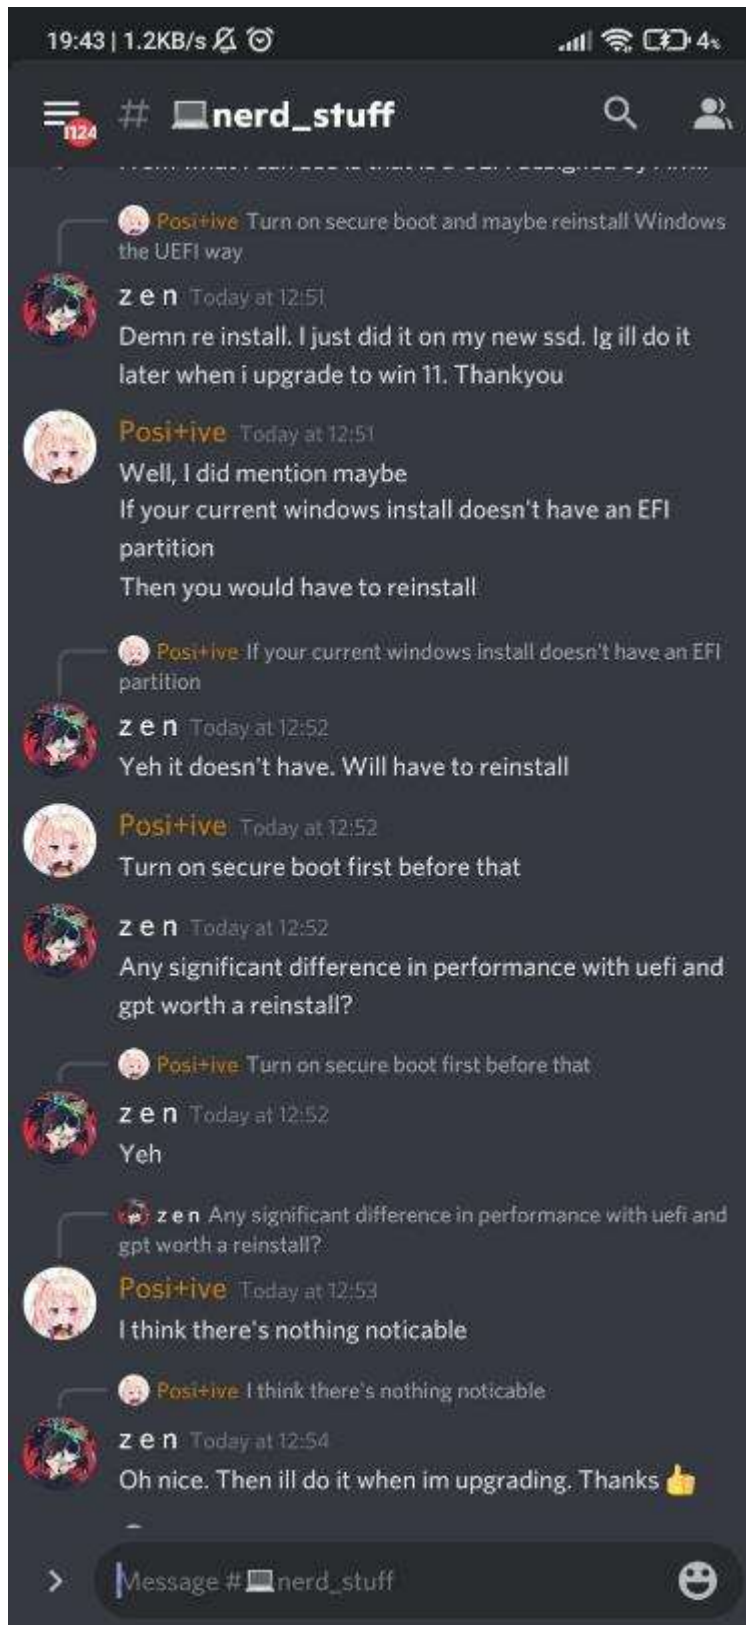 19:43 | 1.2KB/s
4%
1124
# 💻nerd_stuff
Posi+ive Turn on secure boot and maybe reinstall Windows
the UEFI way
z e n Today at 12:51
Demn re install. I just did it on my new ssd. Ig ill do it
later when i upgrade to win 11. Thankyou
Posi+ive Today at 12:51
Well, I did mention maybe
If your current windows install doesn't have an EFI
partition
Then you would have to reinstall
Posi+ive If your current windows install doesn't have an EFI
partition
z e n Today at 12:52
Yeh it doesn't have. Will have to reinstall
Posi+ive Today at 12:52
Turn on secure boot first before that
z e n Today at 12:52
Any significant difference in performance with uefi and
gpt worth a reinstall?
Posi+ive Turn on secure boot first before that
z e n Today at 12:52
Yeh
z e n Any significant difference in performance with uefi and
gpt worth a reinstall?
Posi+ive Today at 12:53
I think there's nothing noticable
Posi+ive I think there's nothing noticable
z e n Today at 12:54
Oh nice. Then ill do it when im upgrading. Thanks 👍
Message #💻nerd_stuff